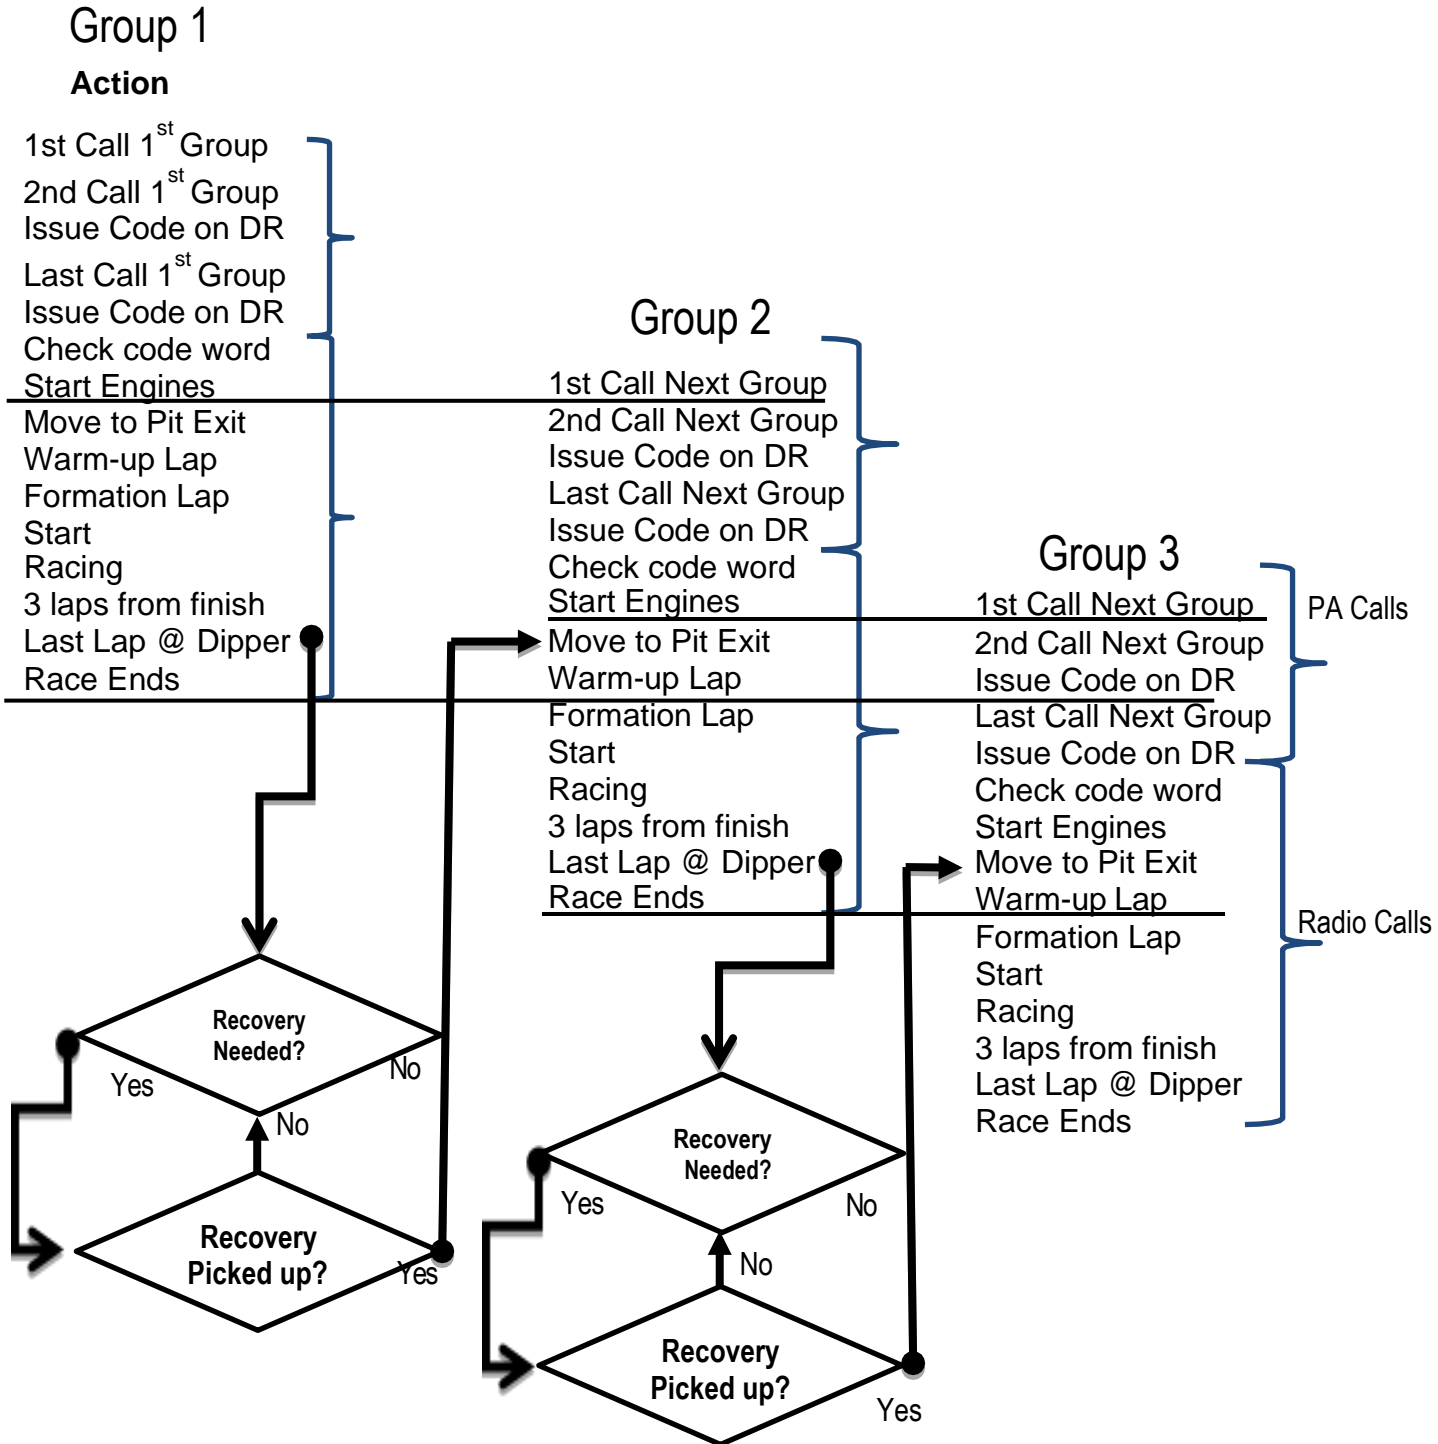 Group 1
Action
1st Call 1st Group
2nd Call 1st Group
Issue Code on DR
Last Call 1st Group
Issue Code on DR
Check code word
Start Engines
Move to Pit Exit
Warm-up Lap
Formation Lap
Start
Racing
3 laps from finish
Last Lap @ Dipper
Race Ends
Recovery
Needed?
Yes
No
No
Recovery
Picked up?
Yes
Group 2
1st Call Next Group
2nd Call Next Group
Issue Code on DR
Last Call Next Group
Issue Code on DR
Check code word
Start Engines
Move to Pit Exit
Warm-up Lap
Formation Lap
Start
Racing
3 laps from finish
Last Lap @ Dipper
Race Ends
Recovery
Needed?
Yes
No
No
Recovery
Picked up?
Yes
Group 3
1st Call Next Group
2nd Call Next Group
Issue Code on DR
Last Call Next Group
Issue Code on DR
Check code word
Start Engines
Move to Pit Exit
Warm-up Lap
Formation Lap
Start
Racing
3 laps from finish
Last Lap @ Dipper
Race Ends
PA Calls
Radio Calls